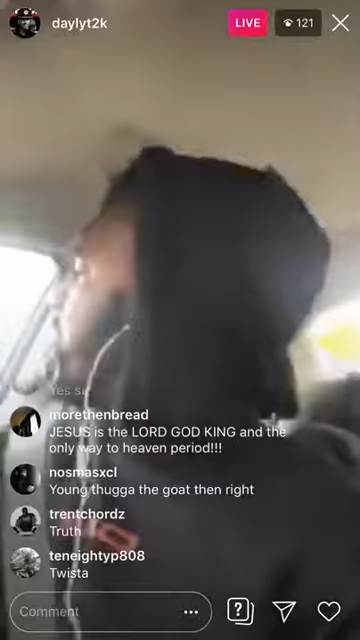 daylyt2k
LIVE
121
Yes sir
morethenbread
JESUS is the LORD GOD KING and the
only way to heaven period!!!
nosmasxcl
Young thugga the goat then right
trentchordz
Truth
teneightyp808
Twista
Comment